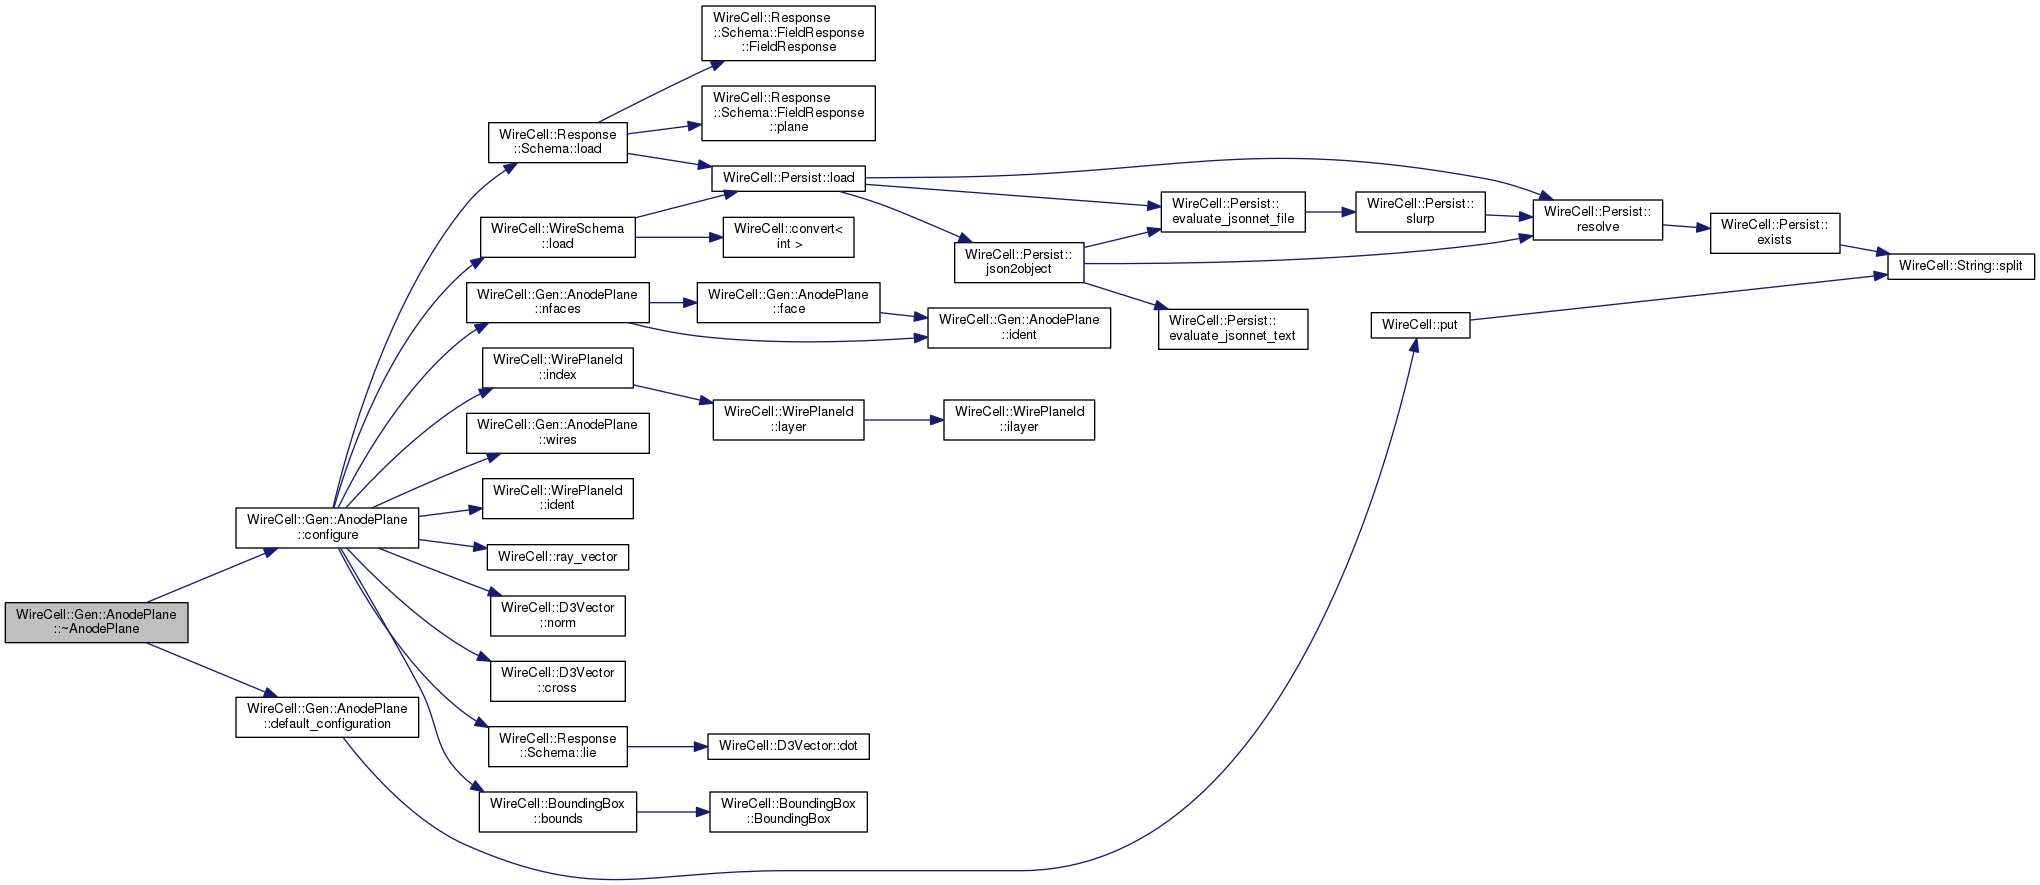 WireCell::Response
::Schema::FieldResponse
::FieldResponse
WireCell::Response
::Schema::FieldResponse
::plane
WireCell::Response
::Schema::load
WireCell::Persist::load
WireCell::Persist::
evaluate_jsonnet_file
WireCell::Persist::
slurp
WireCell::Persist::
resolve
WireCell::Persist::
exists
WireCell::String::split
WireCell::WireSchema
::load
WireCell::convert<
int >
WireCell::Persist::
json2object
WireCell::Gen::AnodePlane
::nfaces
WireCell::Gen::AnodePlane
::face
WireCell::Gen::AnodePlane
::ident
WireCell::Persist::
evaluate_jsonnet_text
WireCell::put
WireCell::WirePlaneId
::index
WireCell::WirePlaneId
::layer
WireCell::WirePlaneId
::ilayer
WireCell::Gen::AnodePlane
::wires
WireCell::WirePlaneId
::ident
WireCell::Gen::AnodePlane
::configure
WireCell::ray_vector
WireCell::D3Vector
::norm
WireCell::Gen::AnodePlane
::~AnodePlane
WireCell::D3Vector
::cross
WireCell::Gen::AnodePlane
::default_configuration
WireCell::Response
::Schema::lie
WireCell::D3Vector::dot
WireCell::BoundingBox
::bounds
WireCell::BoundingBox
::BoundingBox